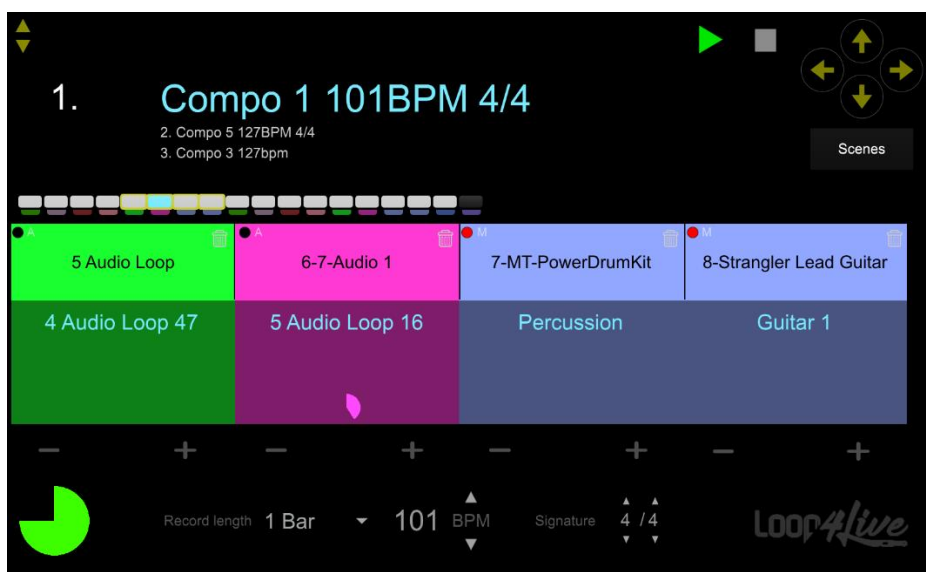 1. Compo 1 101BPM 4/4
2. Compo 5 127BPM 4/4
3. Compo 3 127bpm
Scenes
A A M M
5 Audio Loop 6-7-Audio 1 7-MT-PowerDrumKit 8-Strangler Lead Guitar
4 Audio Loop 47 5 Audio Loop 16 Percussion Guitar 1
− + − + − + − +
Record length 1 Bar 101 BPM Signature 4 / 4 Loop4live